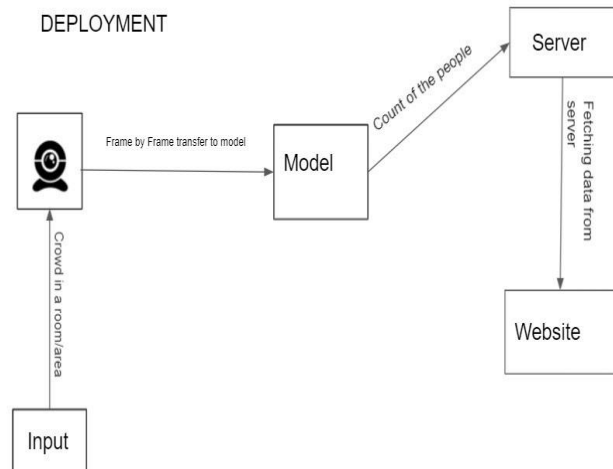 DEPLOYMENT
Server
Count of the people
Frame by Frame transfer to model
Model
Fetching data from
server
Crowd in a room/area
Website
Input